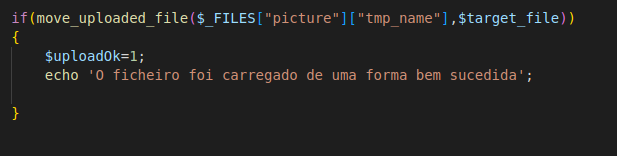 if(move_uploaded_file($_FILES["picture"]["tmp_name"],$target_file))
{
$uploadOk=1;
echo 'O ficheiro foi carregado de uma forma bem sucedida';
}